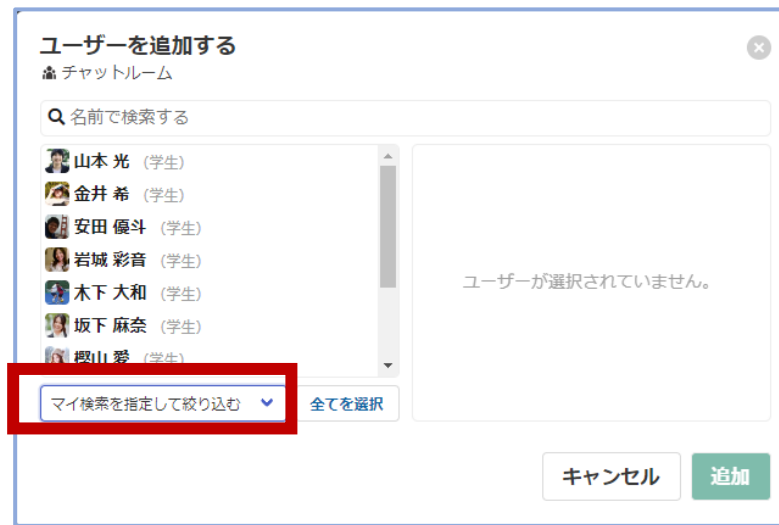 ユーザーを追加する
チャットルーム
名前で検索する
山本 光 (学生)
金井 希 (学生)
安田 優斗 (学生)
岩城 彩音 (学生)
木下 大和 (学生)
坂下 麻奈 (学生)
樫山 愛 (学生)
ユーザーが選択されていません。
マイ検索を指定して絞り込む
全てを選択
キャンセル
追加